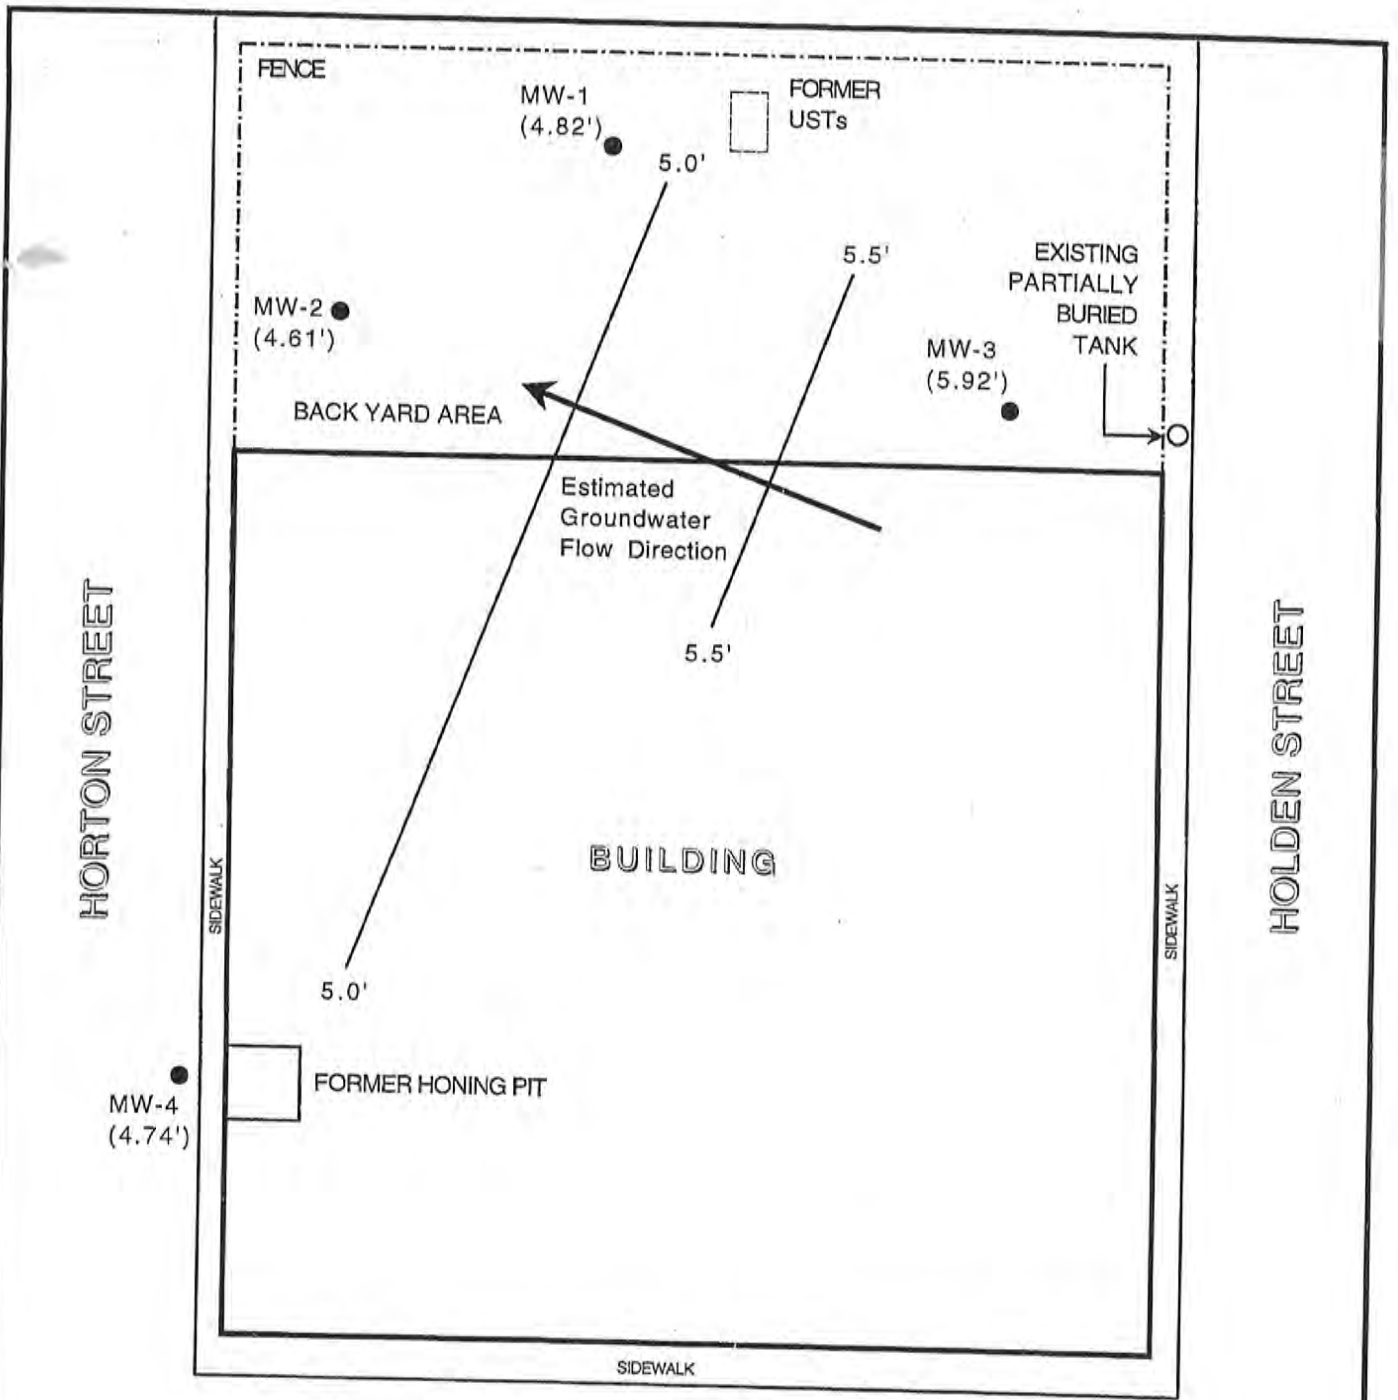 FENCE
MW-1
(4.82')
FORMER
USTs
5.0'
5.5'
EXISTING
PARTIALLY
BURIED
TANK
MW-2
(4.61')
MW-3
(5.92')
BACK YARD AREA
Estimated
Groundwater
Flow Direction
5.5'
HORTON STREET
HOLDEN STREET
BUILDING
SIDEWALK
SIDEWALK
5.0'
FORMER HONING PIT
MW-4
(4.74')
SIDEWALK